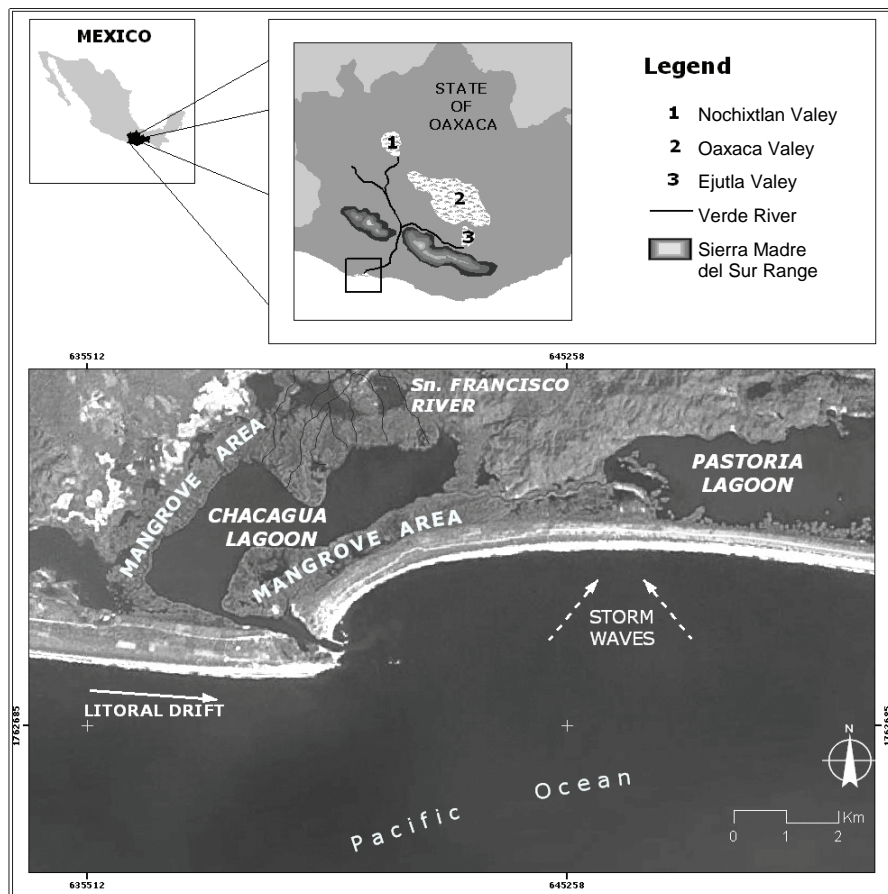 MEXICO
STATE
OF
OAXACA
1
2
3
Legend
1 Nochixtlan Valey
2 Oaxaca Valey
3 Ejutla Valey
Verde River
Sierra Madre
del Sur Range
635512
645258
Sn. FRANCISCO
RIVER
MANGROVE AREA
PASTORIA
LAGOON
CHACAGUA
LAGOON
MANGROVE AREA
STORM
WAVES
LITORAL DRIFT
1762685
1762685
N
Pacific Ocean
Km
0 1 2
635512
645258